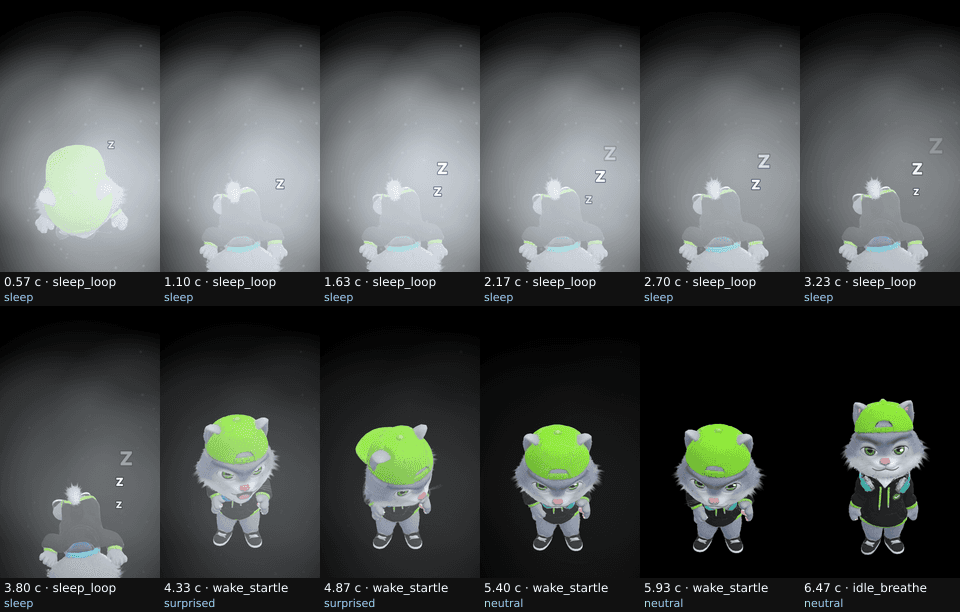 z
z
Z
z
Z
Z
z
Z
z
Z
Z
z
0.57 c · sleep_loop
sleep
1.10 c · sleep_loop
sleep
1.63 c · sleep_loop
sleep
2.17 c · sleep_loop
sleep
2.70 c · sleep_loop
sleep
3.23 c · sleep_loop
sleep
Z
z
z
3.80 c · sleep_loop
sleep
4.33 c · wake_startle
surprised
4.87 c · wake_startle
surprised
5.40 c · wake_startle
neutral
5.93 c · wake_startle
neutral
6.47 c · idle_breathe
neutral